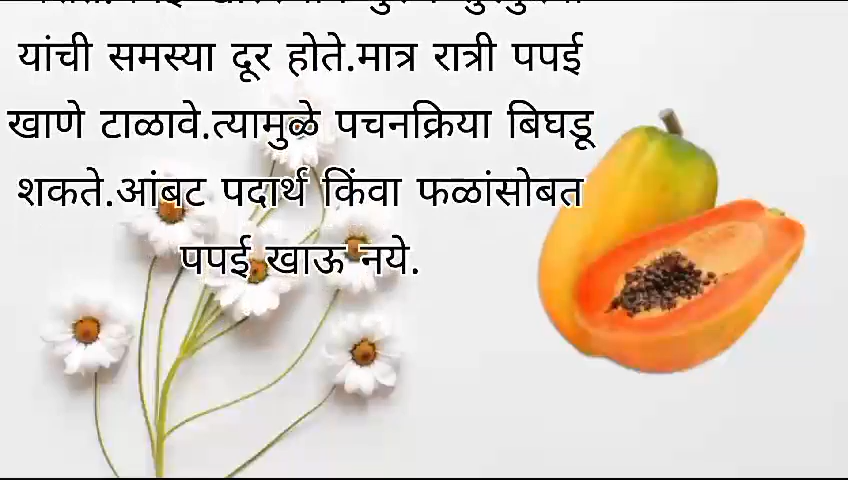 यांची समस्या दूर होते.मात्र रात्री पपई
खाणे टाळावे.त्यामुळे पचनक्रिया बिघडू
शकते.आंबट पदार्थ किंवा फळांसोबत
पपई खाऊ नये.